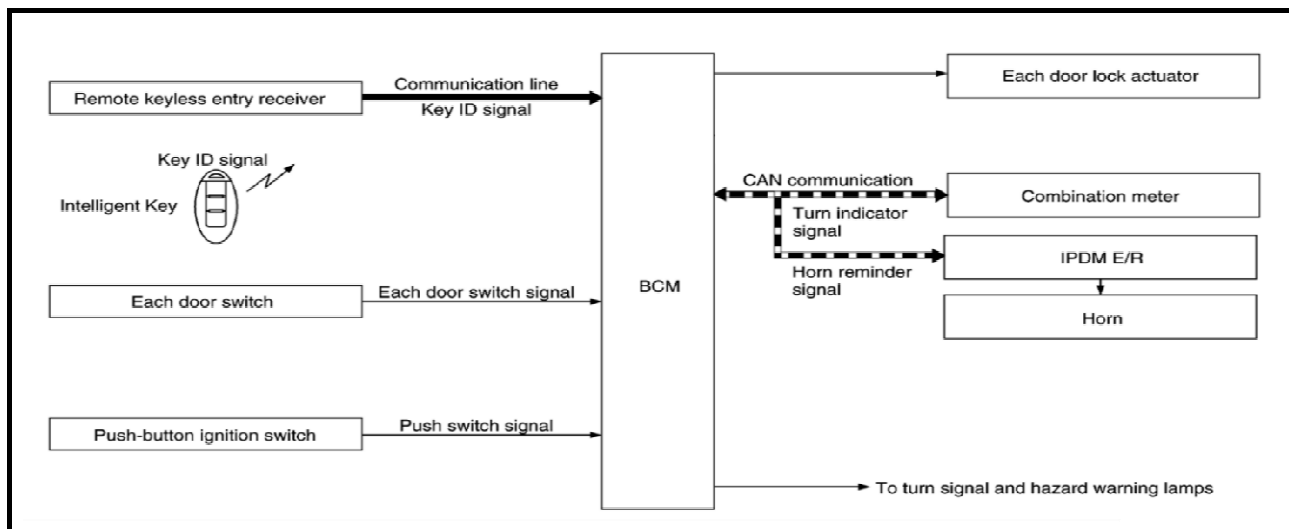 Remote keyless entry receiver
Communication line
Key ID signal
Each door lock actuator
Key ID signal
Intelligent Key
CAN communication
Turn indicator
signal
Combination meter
Horn reminder
signal
IPDM E/R
Horn
BCM
Each door switch
Each door switch signal
Push-button ignition switch
Push switch signal
To turn signal and hazard warning lamps